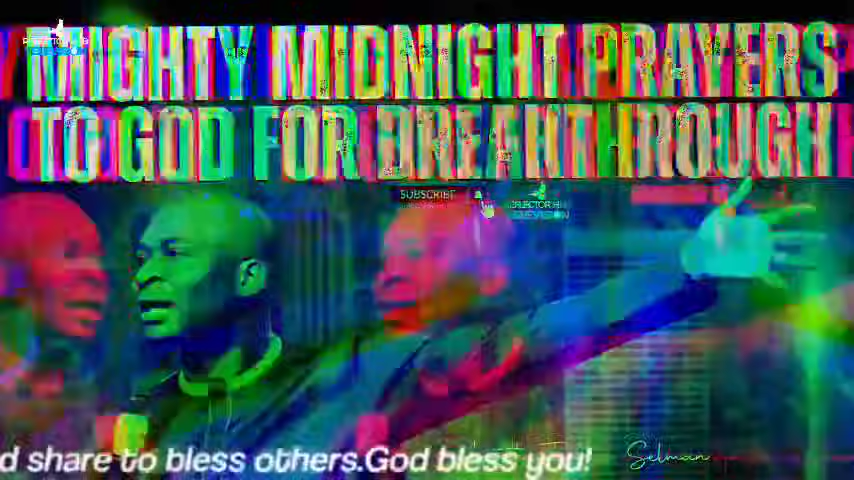 MIGHTY MIDNIGHT PRAYERS
TO GOD FOR BREAKTHROUGH
SUBSCRIBE
d share to bless others.God bless you!
Selman